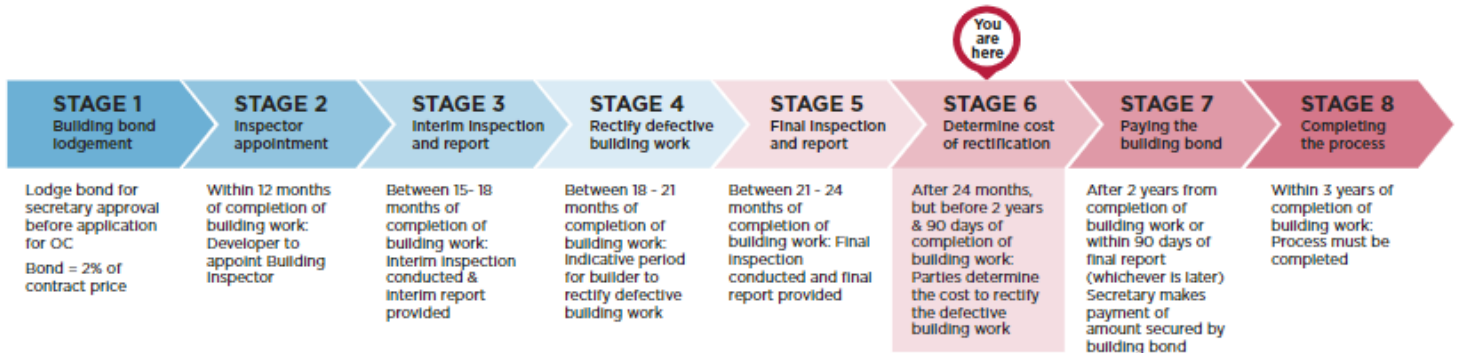 You
are
here
STAGE 1
Building bond
lodgement
STAGE 2
Inspector
appointment
STAGE 3
Interim Inspection
and report
STAGE 4
Rectify defective
building work
STAGE 5
Final Inspection
and report
STAGE 6
Determine cost
of rectification
STAGE 7
Paying the
building bond
STAGE 8
Completing
the process
Lodge bond for
secretary approval
before application
for OC
Bond = 2% of
contract price
Within 12 months
of completion of
building work:
Developer to
appoint Building
Inspector
Between 15- 18
months of
completion of
building work:
Interim Inspection
conducted &
interim report
provided
Between 18 - 21
months of
completion of
building work:
Indicative period
for builder to
rectify defective
building work
Between 21 - 24
months of
completion of
building work: Final
inspection
conducted and final
report provided
After 24 months,
but before 2 years
& 90 days of
completion of
building work:
Parties determine
the cost to rectify
the defective
building work
After 2 years from
completion of
building work or
within 90 days of
final report
(whichever is later)
Secretary makes
payment of
amount secured by
building bond
Within 3 years of
completion of
building work:
Process must be
completed